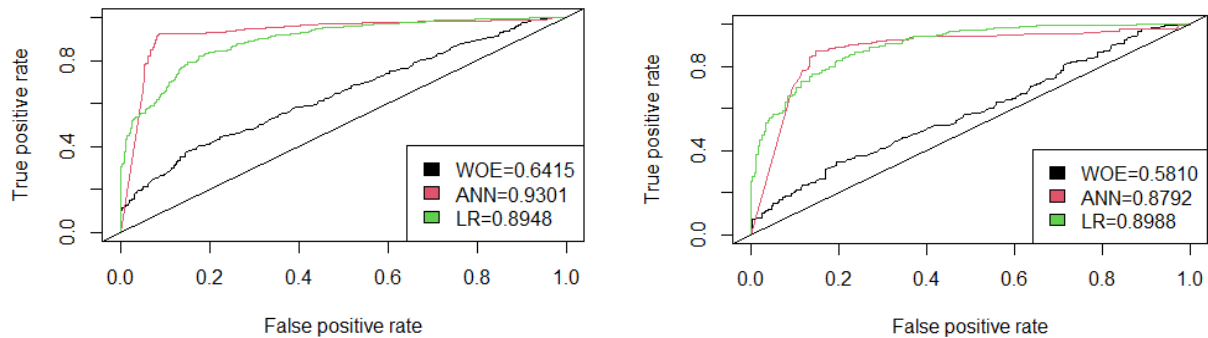 True positive rate
0.0
0.4
0.8
WOE=0.6415
ANN=0.9301
LR=0.8948
0.0 0.2 0.4 0.6 0.8 1.0
False positive rate
True positive rate
0.0
0.4
0.8
WOE=0.5810
ANN=0.8792
LR=0.8988
0.0 0.2 0.4 0.6 0.8 1.0
False positive rate